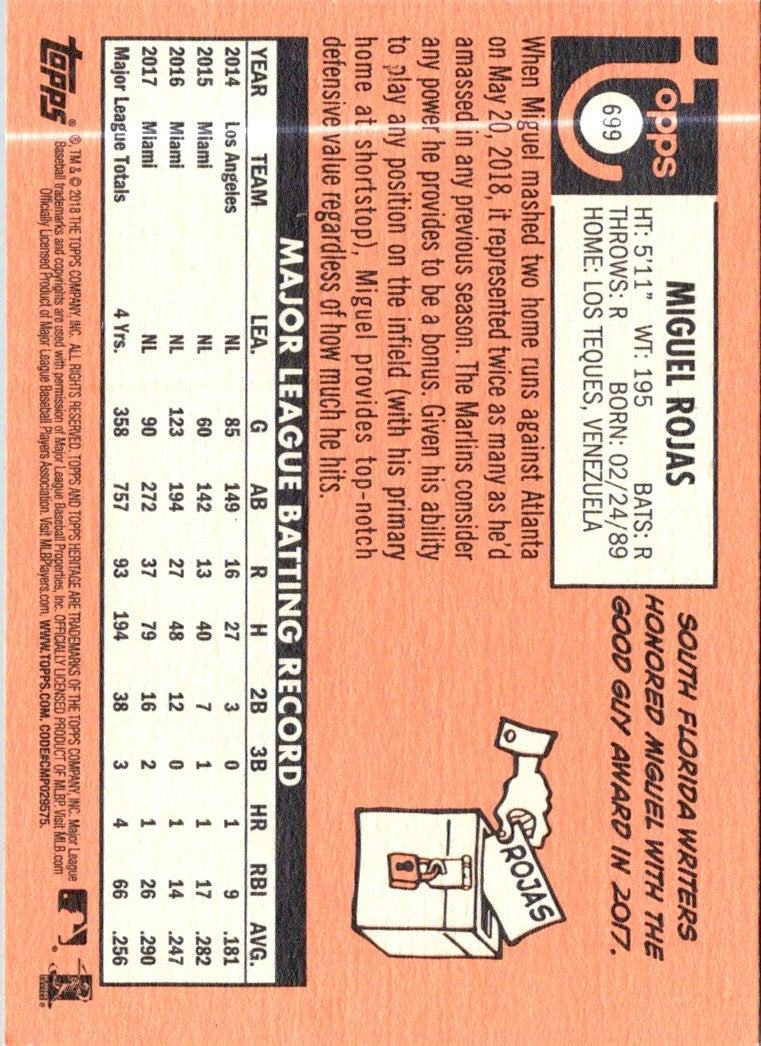 Topps
699
MIGUEL ROJAS
HT: 5'11" WT: 195 BATS: R
THROWS: R BORN: 02/24/89
HOME: LOS TEQUES, VENEZUELA
SOUTH FLORIDA WRITERS
HONORED MIGUEL WITH THE
GOOD GUY AWARD IN 2017.
ROJAS
When Miguel mashed two home runs against Atlanta
on May 20, 2018, it represented twice as many as he'd
amassed in any previous season. The Marlins consider
any power he provides to be a bonus. Given his ability
to play any position on the infield (with his primary
home at shortstop), Miguel provides top-notch
defensive value regardless of how much he hits.
MAJOR LEAGUE BATTING RECORD
YEAR TEAM LEA. G AB R H 2B 3B HR RBI AVG.
2014 Los Angeles NL 85 149 16 27 3 0 1 9 .181
2015 Miami NL 60 142 13 40 7 1 1 17 .282
2016 Miami NL 123 194 27 48 12 0 1 14 .247
2017 Miami NL 90 272 37 79 16 2 1 26 .290
Major League Totals 4 Yrs. 358 757 93 194 38 3 4 66 .256
topps ® ®, TM & © 2018 THE TOPPS COMPANY, INC. ALL RIGHTS RESERVED. TOPPS AND TOPPS HERITAGE ARE TRADEMARKS OF THE TOPPS COMPANY, INC. Major League
Baseball trademarks and copyrights are used with permission of Major League Baseball Properties, Inc. OFFICIALLY LICENSED PRODUCT OF MLBP. Visit MLB.com
Officially Licensed Product of Major League Baseball Players Association. Visit MLBPlayers.com. WWW.TOPPS.COM. CODE#CMP029575.